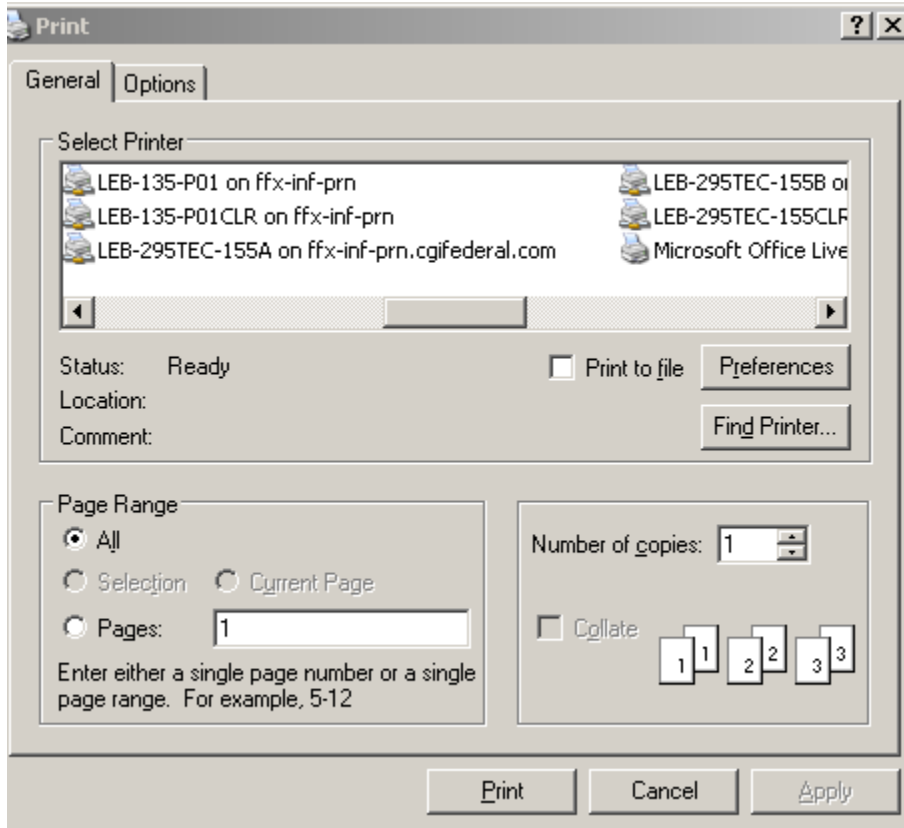 Print
General
Options
Select Printer
LEB-135-P01 on ffx-inf-prn
LEB-135-P01CLR on ffx-inf-prn
LEB-295TEC-155A on ffx-inf-prn.cgifederal.com
LEB-295TEC-155B
LEB-295TEC-155CLR
Microsoft Office Live
Status: Ready
Location:
Comment:
Print to file
Preferences
Find Printer...
Page Range
All
Selection
Current Page
Pages: 1
Enter either a single page number or a single
page range. For example, 5-12
Number of copies: 1
Collate
1 1 2 2 3 3
Print
Cancel
Apply